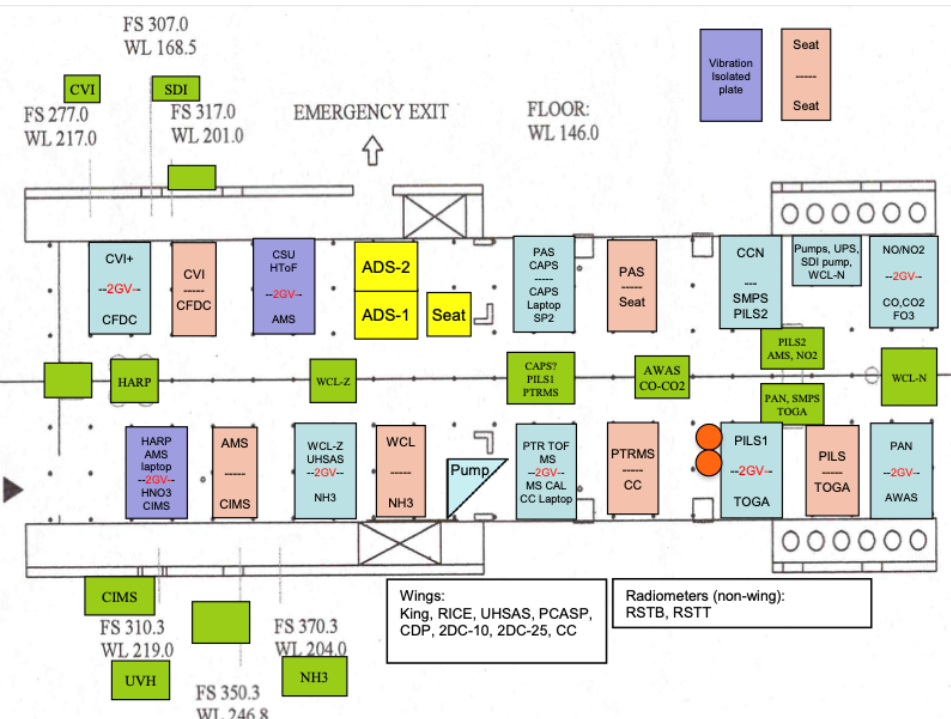 FS 307.0
WL 168.5
CVI
SDI
FS 277.0
WL 217.0
FS 317.0
WL 201.0
EMERGENCY EXIT
FLOOR:
WL 146.0
Vibration
Isolated
plate
Seat
-----
Seat
CVI+
--2GV--
CFDC
CVI
-----
CFDC
CSU
HToF
--2GV--
AMS
ADS-2
ADS-1
Seat
PAS
CAPS
-----
CAPS
Laptop
SP2
PAS
-----
Seat
CCN
---
SMPS
PILS2
Pumps, UPS,
SDI pump,
WCL-N
NO/NO2
--2GV--
CO,CO2
FO3
HARP
WCL-Z
CAPS?
PILS1
PTRMS
AWAS
CO-CO2
PILS2
AMS, NO2
PAN, SMPS
TOGA
WCL-N
HARP
AMS
laptop
--2GV--
HNO3
CIMS
AMS
-----
CIMS
WCL-Z
UHSAS
--2GV--
NH3
WCL
-----
NH3
Pump
PTR TOF
MS
--2GV--
MS CAL
CC Laptop
PTRMS
-----
CC
PILS1
--2GV--
TOGA
PILS
-----
TOGA
PAN
--2GV--
AWAS
CIMS
FS 310.3
WL 219.0
UVH
FS 350.3
WL 246.8
FS 370.3
WL 204.0
NH3
Wings:
King, RICE, UHSAS, PCASP,
CDP, 2DC-10, 2DC-25, CC
Radiometers (non-wing):
RSTB, RSTT